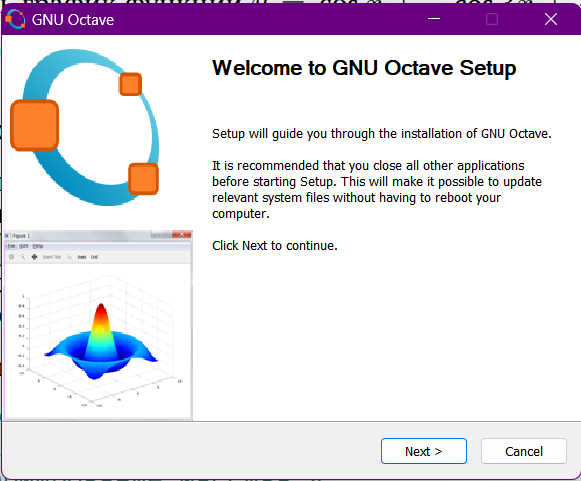 GNU Octave
Welcome to GNU Octave Setup
Setup will guide you through the installation of GNU Octave.
It is recommended that you close all other applications
before starting Setup. This will make it possible to update
relevant system files without having to reboot your
computer.
Click Next to continue.
Figure 1
Next >
Cancel